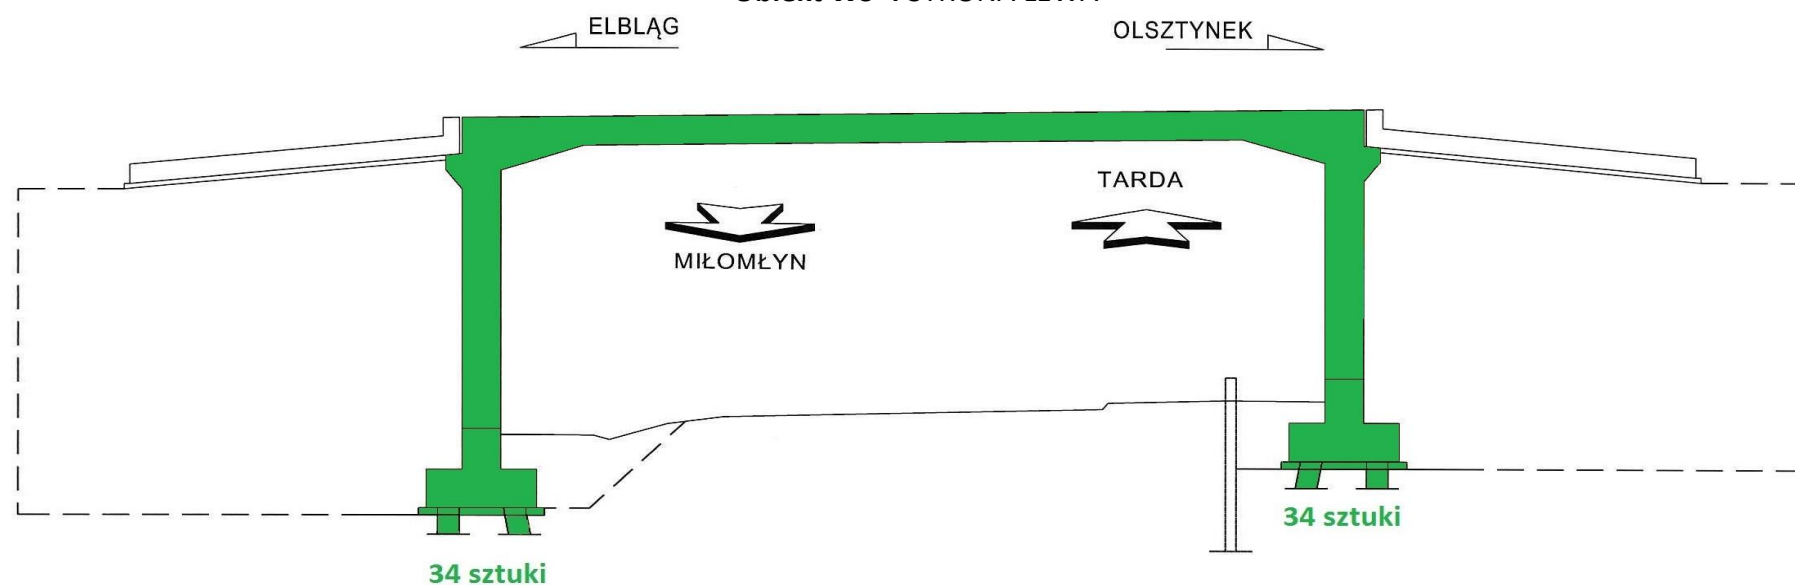 ELBLĄG
OLSZTYNEK
TARDA
MIŁOMŁYN
34 sztuki
34 sztuki